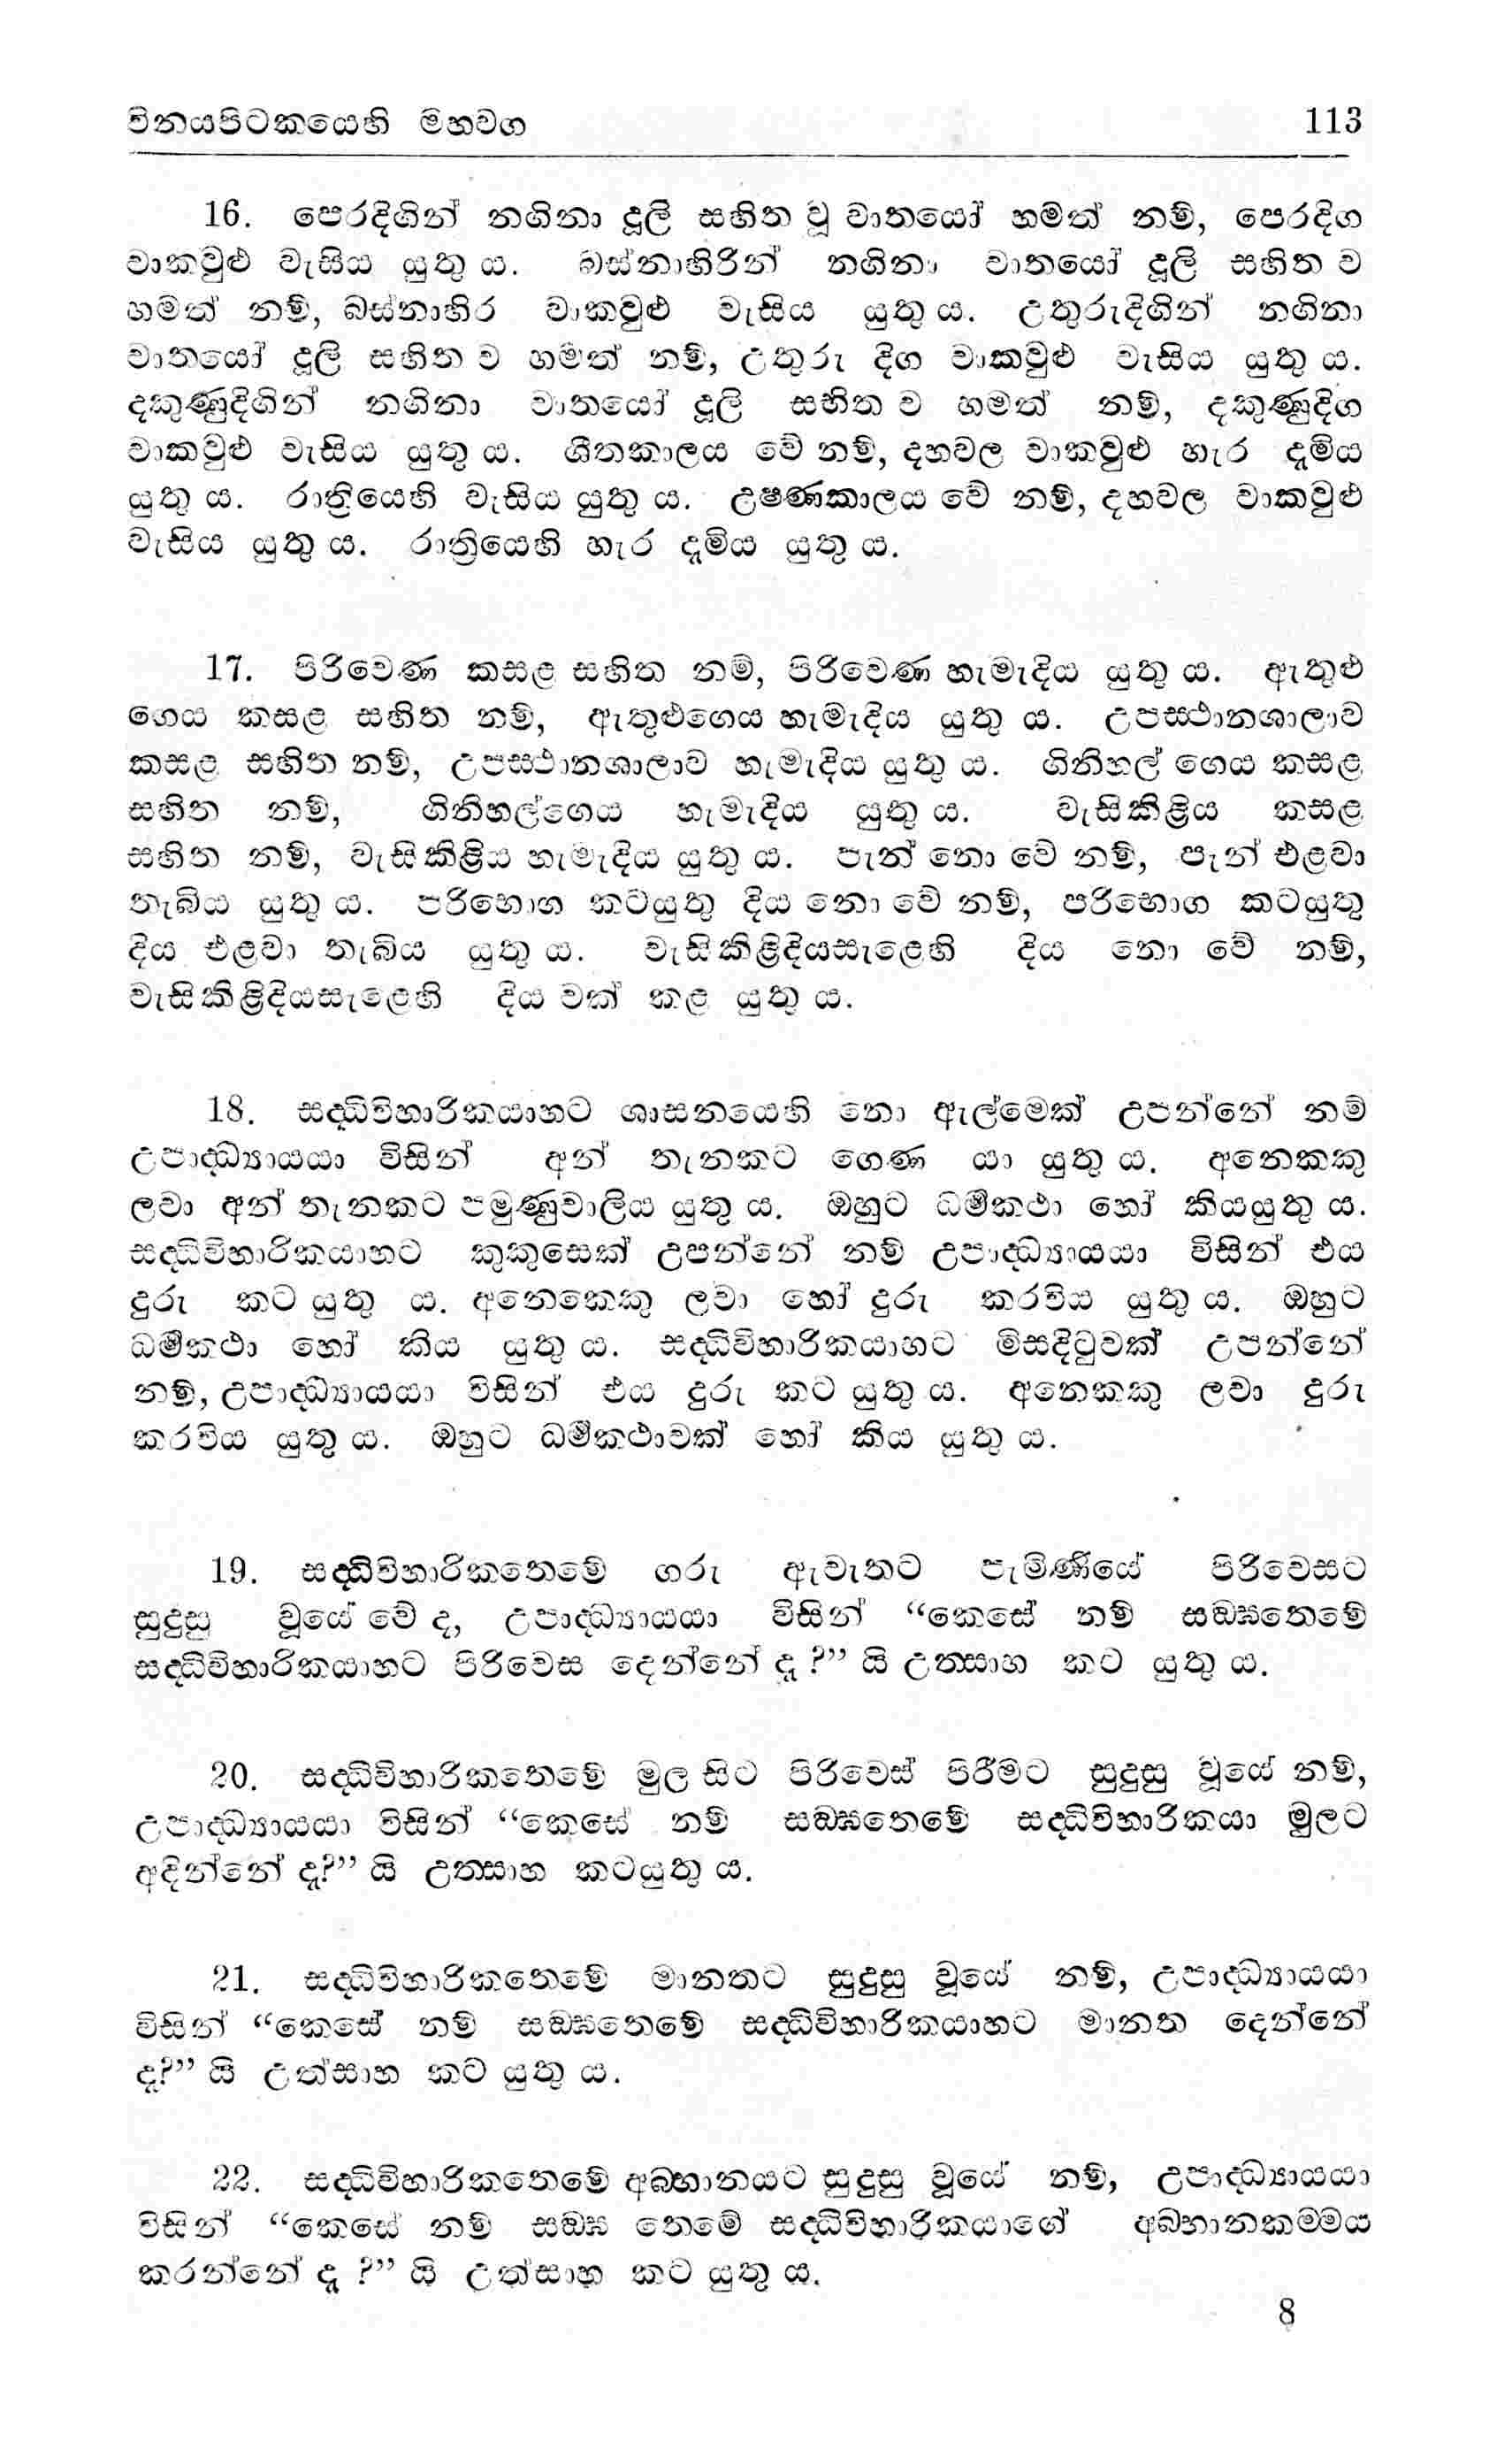 විනයපිටකයෙහි මහවග 113
16. පෙරදිගින් නගිනා දූලි සහිත වූ වාතයෝ හමත් නම්, පෙරදිග
වාකවුළු වැසිය යුතු ය. බස්නාහිරින් නගිනා වාතයෝ දූලි සහිත ව
හමත් නම්, බස්නාහිර වාකවුළු වැසිය යුතු ය. උතුරුදිගින් නගිනා
වාතයෝ දූලි සහිත ව හමත් නම්, උතුරු දිග වාකවුළු වැසිය යුතු ය.
දකුණුදිගින් නගිනා වාතයෝ දූලි සහිත ව හමත් නම්, දකුණුදිග
වාකවුළු වැසිය යුතු ය. ශීතකාලය වේ නම්, දහවල වාකවුළු හැර දැමිය
යුතු ය. රාත්‍රියෙහි වැසිය යුතු ය. උෂ්ණකාලය වේ නම්, දහවල වාකවුළු
වැසිය යුතු ය. රාත්‍රියෙහි හැර දැමිය යුතු ය.
17. පිරිවෙණ කසළ සහිත නම්, පිරිවෙණ හැමැදිය යුතු ය. ඇතුළු
ගෙය කසළ සහිත නම්, ඇතුළුගෙය හැමැදිය යුතු ය. උපස්ථානශාලාව
කසළ සහිත නම්, උපස්ථානශාලාව හැමැදිය යුතු ය. ගිනිහල් ගෙය කසළ
සහිත නම්, ගිනිහල්ගෙය හැමැදිය යුතු ය. වැසිකිළිය කසළ
සහිත නම්, වැසිකිළිය හැමැදිය යුතු ය. පැන් නො වේ නම්, පැන් එළවා
තැබිය යුතු ය. පරිභොග කටයුතු දිය නො වේ නම්, පරිභොග කටයුතු
දිය එළවා තැබිය යුතු ය. වැසිකිළිදියසැළෙහි දිය නො වේ නම්,
වැසිකිළිදියසැළෙහි දිය වක් කළ යුතු ය.
18. සද්ධිවිහාරිකයාහට ශාසනයෙහි නො ඇල්මෙක් උපන්නේ නම්
උපාද්ධ්‍යායයා විසින් අන් තැනකට ගෙණ යා යුතු ය. අනෙකකු
ලවා අන් තැනකට පමුණුවාලිය යුතු ය. ඔහුට ධර්මකථා හෝ කියයුතු ය.
සද්ධිවිහාරිකයාහට කුකුසෙක් උපන්නේ නම් උපාද්ධ්‍යායයා විසින් එය
දුරු කට යුතු ය. අනෙකෙකු ලවා හෝ දුරු කරවිය යුතු ය. ඔහුට
ධර්මකථා හෝ කිය යුතු ය. සද්ධිවිහාරිකයාහට මිසදිටුවක් උපන්නේ
නම්, උපාද්ධ්‍යායයා විසින් එය දුරු කට යුතු ය. අනෙකකු ලවා දුරු
කරවිය යුතු ය. ඔහුට ධර්මකථාවක් හෝ කිය යුතු ය.
19. සද්ධිවිහාරිකතෙමේ ගරු ඇවැතට පැමිණියේ පිරිවෙසට
සුදුසු වූයේ වේ ද, උපාද්ධ්‍යායයා විසින් “කෙසේ නම් සඞ්ඝතෙමේ
සද්ධිවිහාරිකයාහට පිරිවෙස දෙන්නේ දැ ?” යි උත්සාහ කට යුතු ය.
20. සද්ධිවිහාරිකතෙමේ මුල සිට පිරිවෙස් පිරීමට සුදුසු වූයේ නම්,
උපාද්ධ්‍යායයා විසින් “කෙසේ නම් සඞ්ඝතෙමේ සද්ධිවිහාරිකයා මුලට
අදින්නේ දැ?” යි උත්සාහ කටයුතු ය.
21. සද්ධිවිහාරිකතෙමේ මානතට සුදුසු වූයේ නම්, උපාද්ධ්‍යායයා
විසින් “කෙසේ නම් සඞ්ඝතෙමේ සද්ධිවිහාරිකයාහට මානත දෙන්නේ
දැ?” යි උත්සාහ කට යුතු ය.
22. සද්ධිවිහාරිකතෙමේ අබ්භානයට සුදුසු වූයේ නම්, උපාද්ධ්‍යායයා
විසින් “කෙසේ නම් සඞ්ඝ තෙමේ සද්ධිවිහාරිකයාගේ අබ්භානකම්මය
කරන්නේ දැ ?” යි උත්සාහ කට යුතු ය.
8